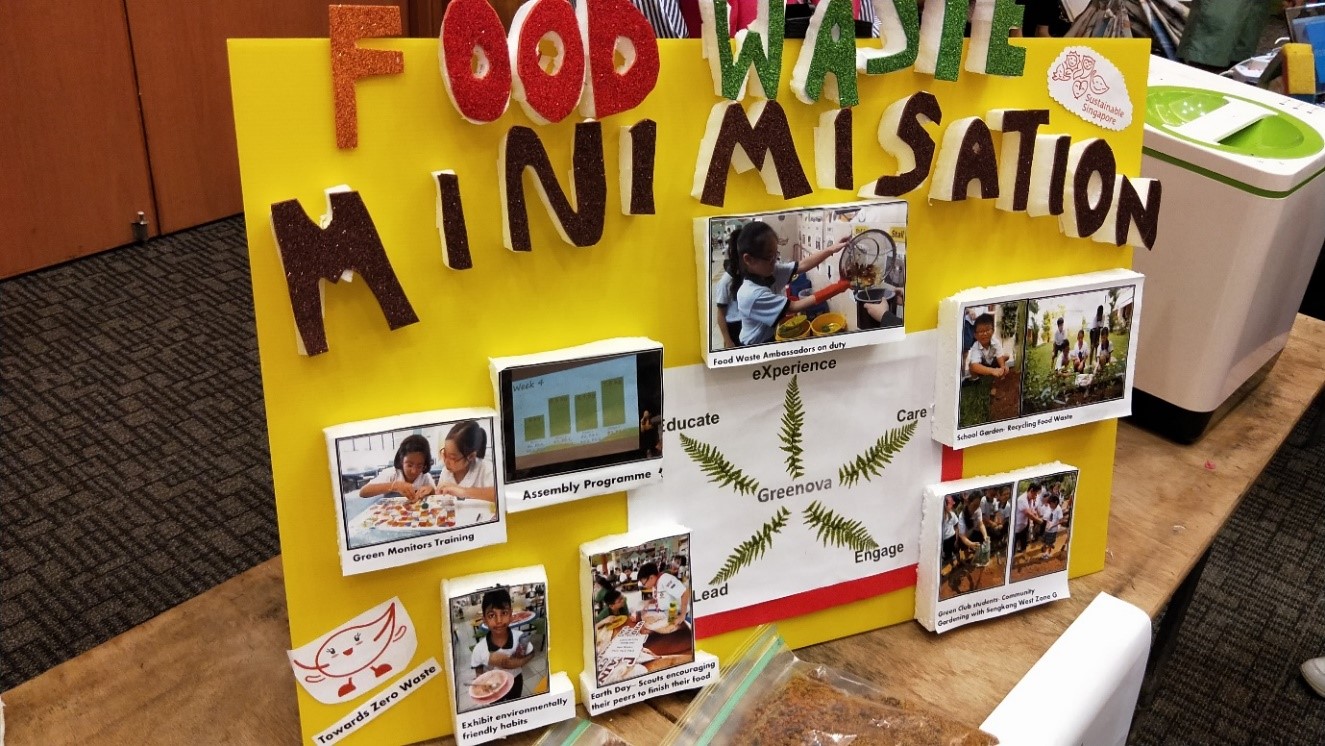 FOOD WASTE
MINIMISATION
Sustainable
Singapore
Food Waste Ambassadors on duty
School Garden- Recycling Food Waste
Week 4
Assembly Programme
Green Monitors Training
eXperience
Educate
Care
Greenova
Engage
Lead
Green Club students- Community
Gardening with Sengkang West Zone G
Earth Day- Scouts encouraging
their peers to finish their food
Exhibit environmentally
friendly habits
Towards Zero Waste